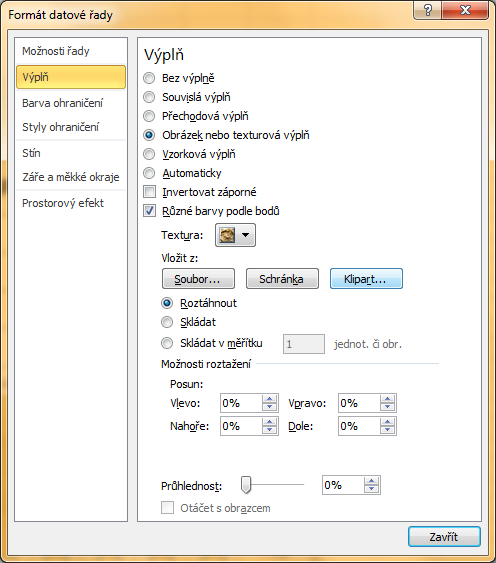 Formát datové řady
Možnosti řady
Výplň
Barva ohraničení
Styly ohraničení
Stín
Záře a měkké okraje
Prostorový efekt
Výplň
Bez výplně
Souvislá výplň
Přechodová výplň
Obrázek nebo texturová výplň
Vzorková výplň
Automaticky
Invertovat záporné
Různé barvy podle bodů
Textura:
Vložit z:
Soubor... Schránka Klipart...
Roztáhnout
Skládat
Skládat v měřítku 1 jednot. či obr.
Možnosti roztažení
Posun:
Vlevo: 0% Vpravo: 0%
Nahoře: 0% Dole: 0%
Průhlednost: 0%
Otáčet s obrazcem
Zavřít